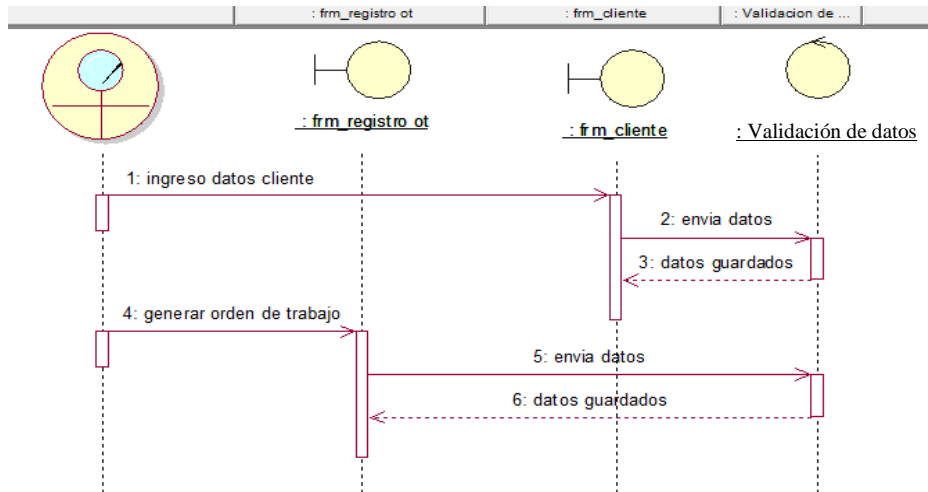 : frm_registro ot
: frm_cliente
: Validacion de ...
: frm_registro ot
: frm_cliente
: Validación de datos
1: ingreso datos cliente
2: envia datos
3: datos guardados
4: generar orden de trabajo
5: envia datos
6: datos guardados